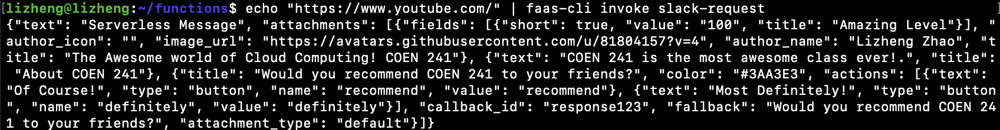 [lizheng@lizheng:~/functions$ echo "https://www.youtube.com/" | faas-cli invoke slack-request
{"text": "Serverless Message", "attachments": [{"fields": [{"short": true, "value": "100", "title": "Amazing Level"}], "
author_icon": "", "image_url": "https://avatars.githubusercontent.com/u/81804157?v=4", "author_name": "Lizheng Zhao", "t
itle": "The Awesome world of Cloud Computing! COEN 241"}, {"text": "COEN 241 is the most awesome class ever!.", "title":
 "About COEN 241"}, {"title": "Would you recommend COEN 241 to your friends?", "color": "#3AA3E3", "actions": [{"text":
"Of Course!", "type": "button", "name": "recommend", "value": "recommend"}, {"text": "Most Definitely!", "type": "button
", "name": "definitely", "value": "definitely"}], "callback_id": "response123", "fallback": "Would you recommend COEN 24
1 to your friends?", "attachment_type": "default"}]}